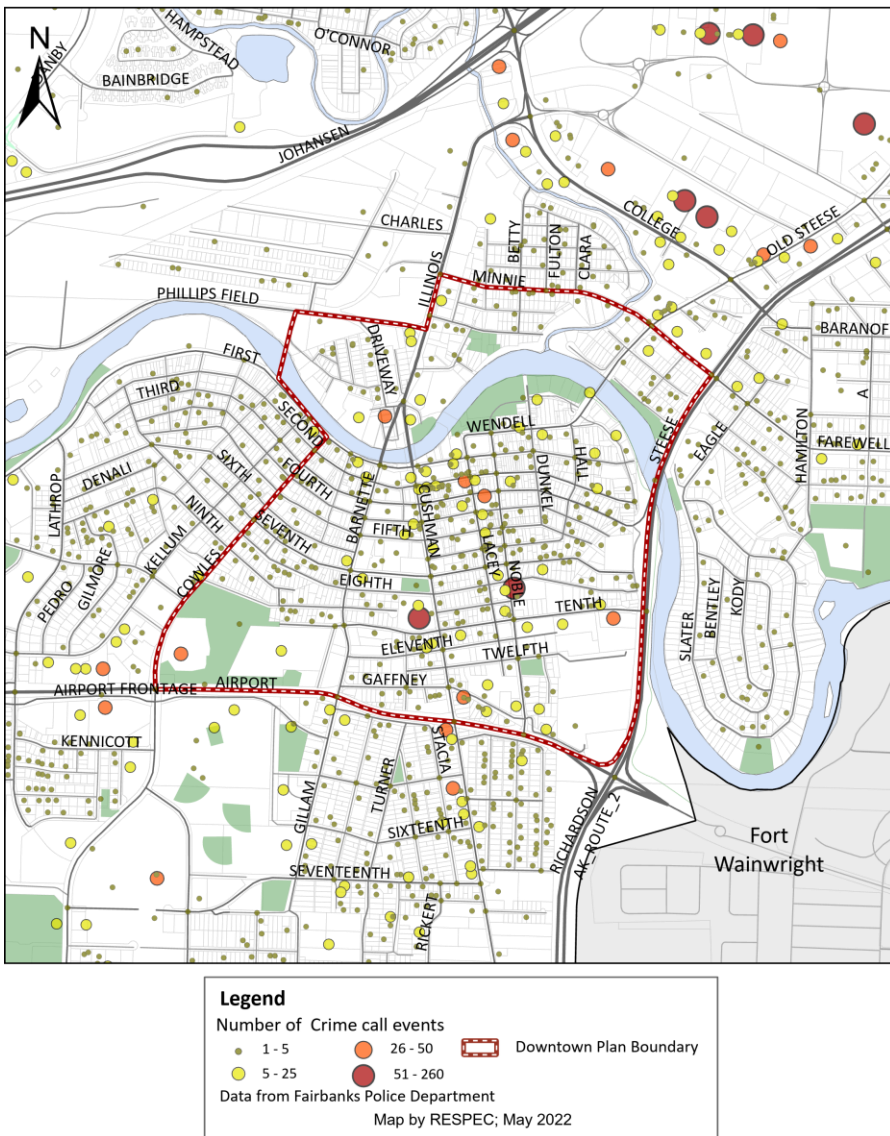 HAMPSTEAD
O'CONNOR
N
DANBY
BAINBRIDGE
JOHANSEN
CHARLES
COLLEGE
OLD STEESE
BETTY
FULTON
CLARA
ILLINOIS
MINNIE
PHILLIPS FIELD
DRIVEWAY
FIRST
BARANOF
THIRD
SECOND
A
WENDELL
STEESE
EAGLE
HAMILTON
FAREWELL
LATHROP
DENALI
SIXTH
FOURTH
BARNETTE
CUSHMAN
DUNKEL
HALL
NINTH
SEVENTH
FIFTH
LACEY
NOBLE
KELLUM
COWLES
EIGHTH
TENTH
PEDRO
GILMORE
ELEVENTH
TWELFTH
SLATER
BENTLEY
KODY
GAFFNEY
AIRPORT FRONTAGE
AIRPORT
KENNICOTT
STACIA
TURNER
GILLAM
SIXTEENTH
RICHARDSON
AK_ROUTE_2
Fort
Wainwright
SEVENTEENTH
RICKERT
Legend
Number of Crime call events
1 - 5
26 - 50
Downtown Plan Boundary
5 - 25
51 - 260
Data from Fairbanks Police Department
Map by RESPEC; May 2022